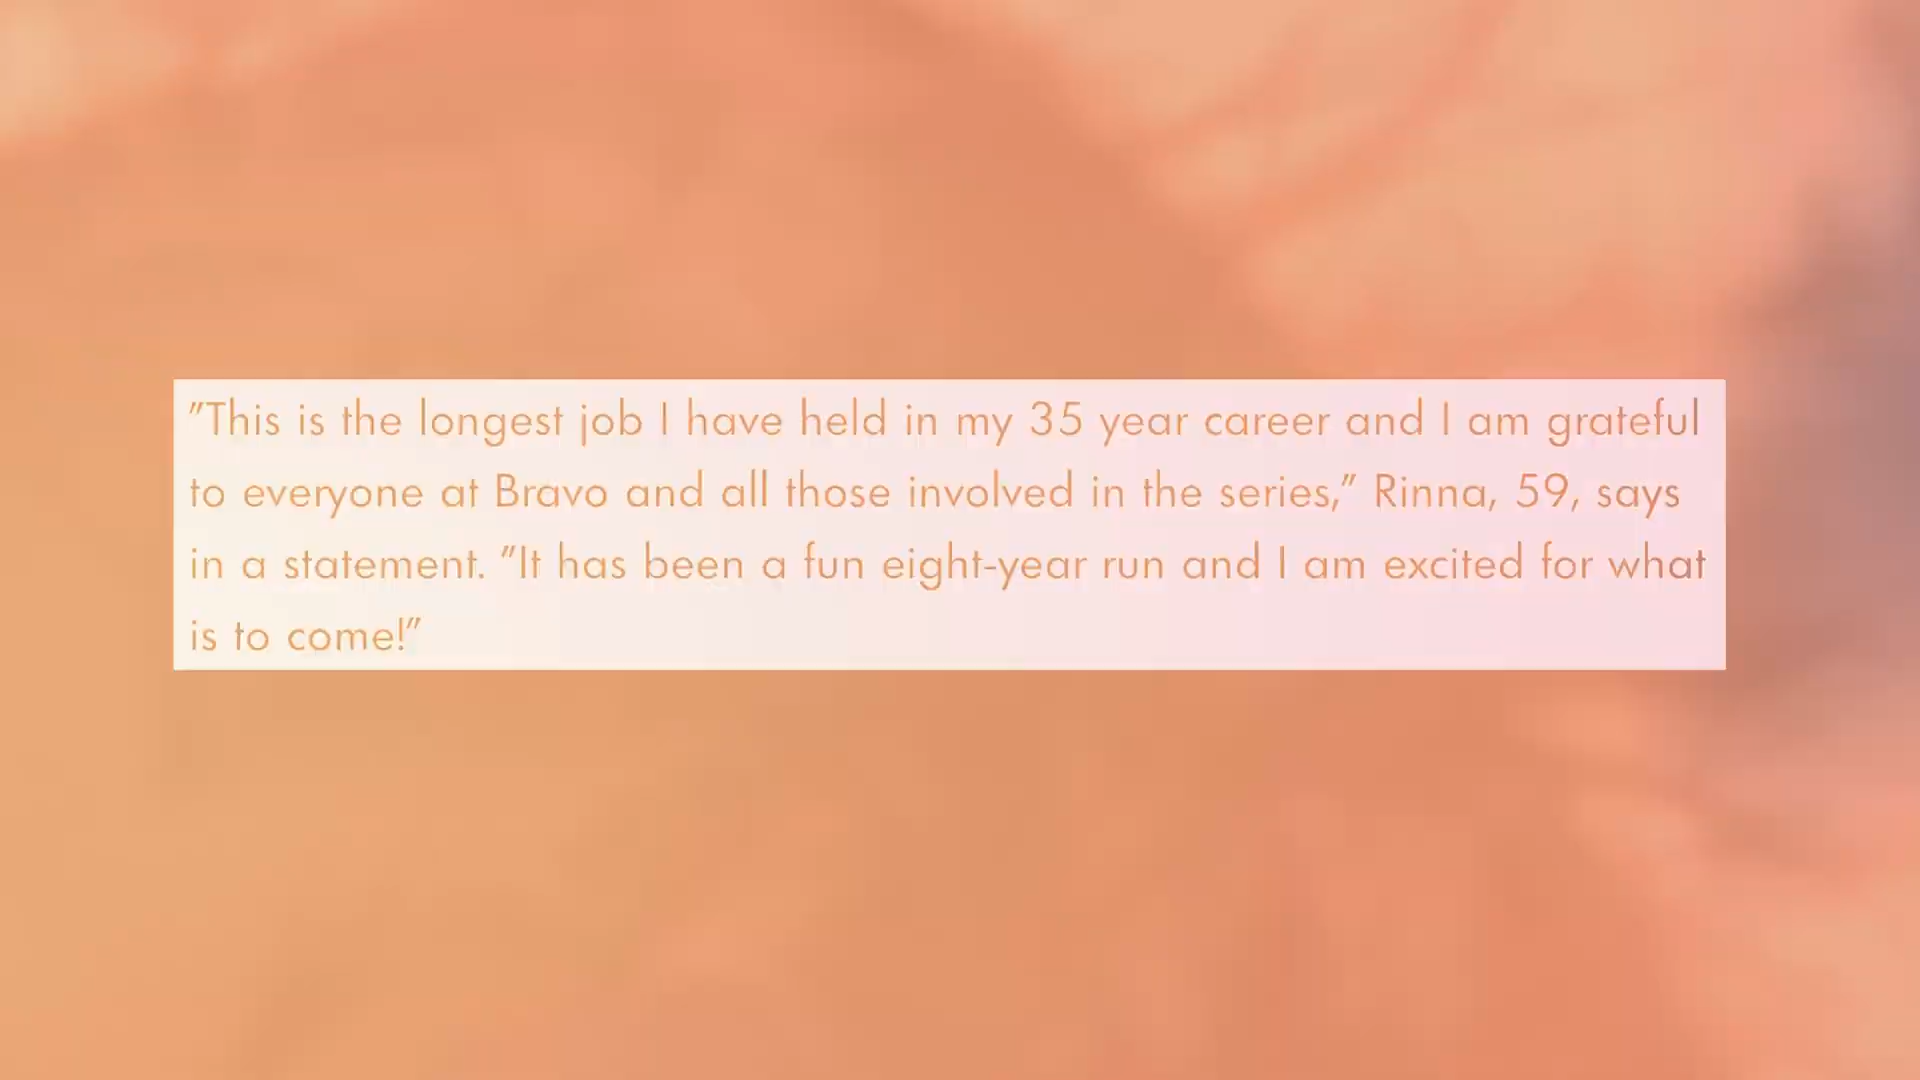 "This is the longest job I have held in my 35 year career and I am grateful
to everyone at Bravo and all those involved in the series," Rinna, 59, says
in a statement. "It has been a fun eight-year run and I am excited for what
is to come!"